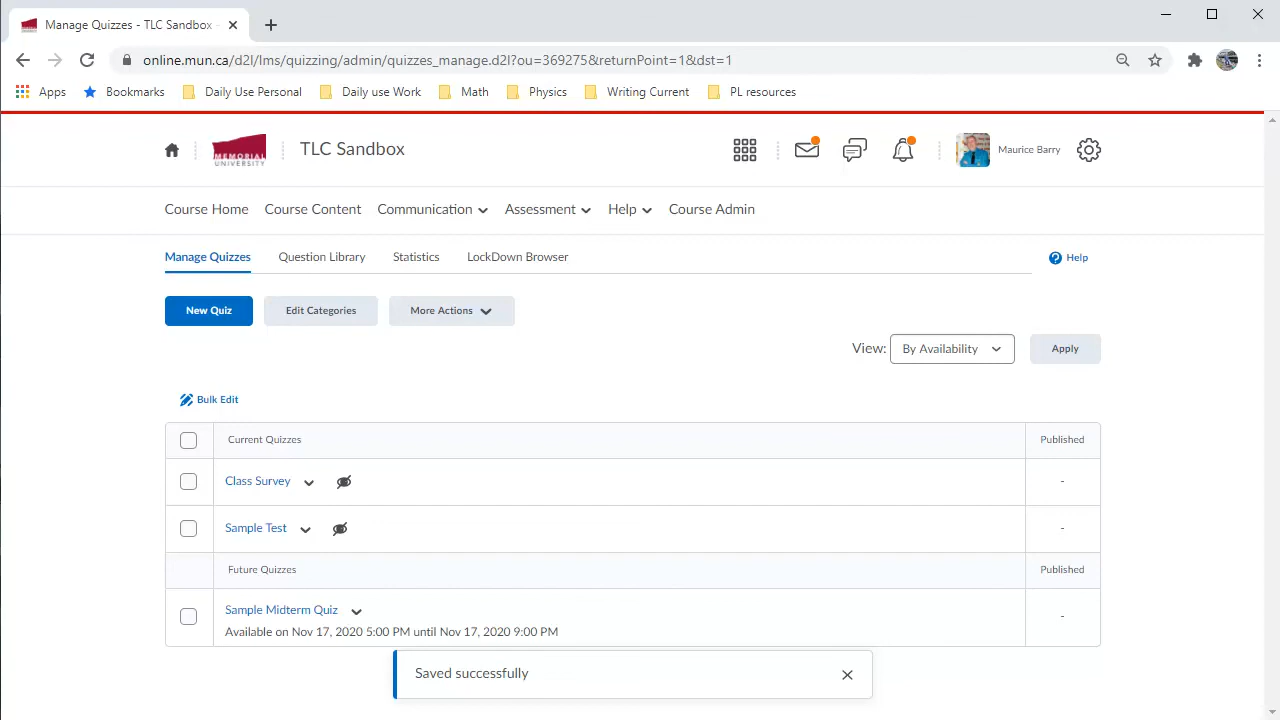 Manage Quizzes - TLC Sandbox -
online.mun.ca/d2l/lms/quizzing/admin/quizzes_manage.d2l?ou=369275&returnPoint=1&dst=1
Apps Bookmarks Daily Use Personal Daily use Work Math Physics Writing Current PL resources
MEMORIAL
UNIVERSITY
TLC Sandbox
Maurice Barry
Course Home Course Content Communication Assessment Help Course Admin
Manage Quizzes Question Library Statistics LockDown Browser Help
New Quiz Edit Categories More Actions
View: By Availability Apply
Bulk Edit
Current Quizzes Published
Class Survey -
Sample Test -
Future Quizzes Published
Sample Midterm Quiz -
Available on Nov 17, 2020 5:00 PM until Nov 17, 2020 9:00 PM
Saved successfully